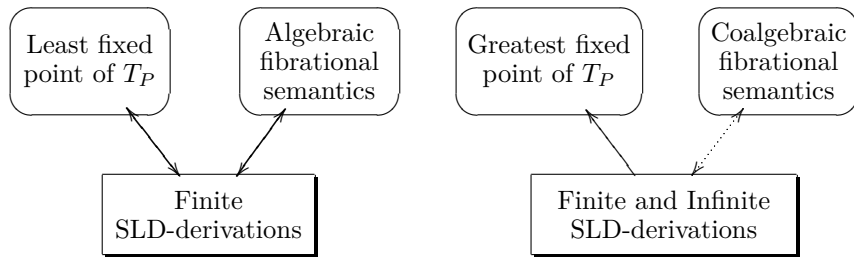 Least fixed
point of T_P
Algebraic
fibrational
semantics
Greatest fixed
point of T_P
Coalgebraic
fibrational
semantics
Finite
SLD-derivations
Finite and Infinite
SLD-derivations